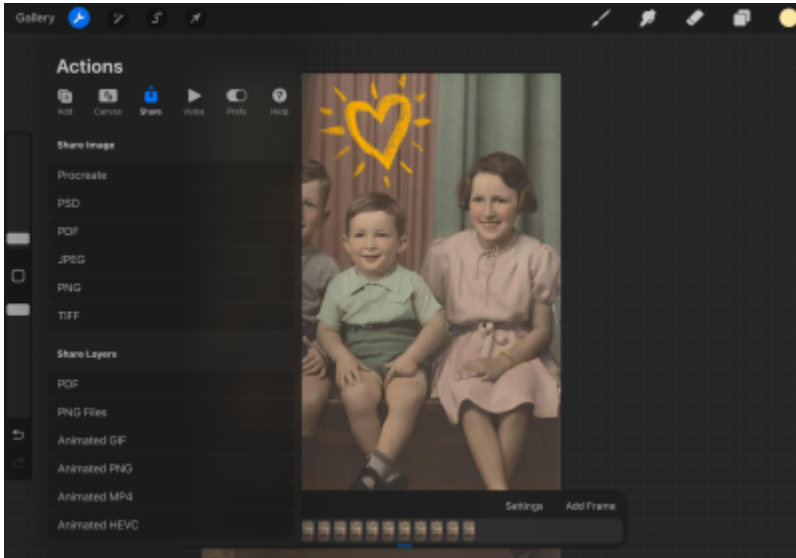 Gallery
Actions
Add Canvas Share Video Prefs Help
Share Image
Procreate
PSD
PDF
JPEG
PNG
TIFF
Share Layers
PDF
PNG Files
Animated GIF
Animated PNG
Animated MP4
Animated HEVC
Settings Add Frame